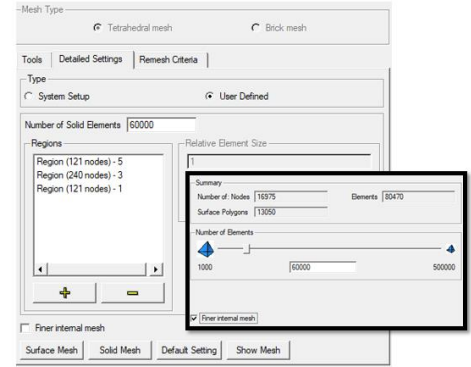 Mesh Type
Tetrahedral mesh Brick mesh
Tools Detailed Settings Remesh Criteria
Type
System Setup User Defined
Number of Solid Elements 60000
Regions
Region (121 nodes) - 5
Region (240 nodes) - 3
Region (121 nodes) - 1
Relative Element Size
1
Summary
Number of: Nodes 16975 Elements 80470
Surface Polygons 13050
Number of Elements
1000 60000 500000
Finer internal mesh
Finer internal mesh
Surface Mesh Solid Mesh Default Setting Show Mesh